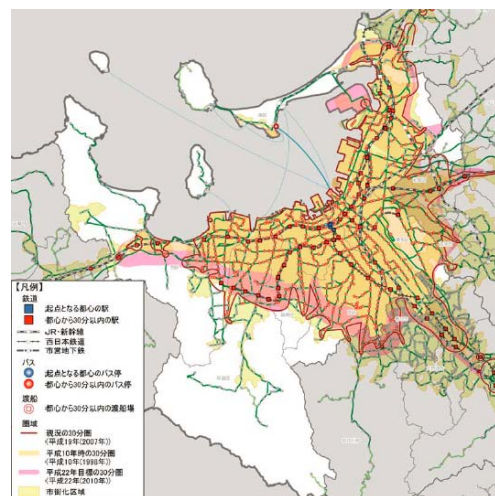 【凡例】
鉄道
起点となる都心の駅
都心から30分以内の駅
JR・新幹線
西日本鉄道
市営地下鉄
バス
起点となる都心のバス停
都心から30分以内のバス停
渡船
都心から30分以内の渡船場
圏域
現況の30分圏
<平成19年(2007年)>
平成10年時の30分圏
<平成10年(1998年)>
平成22年目標の30分圏
<平成22年(2010年)>
市街化区域